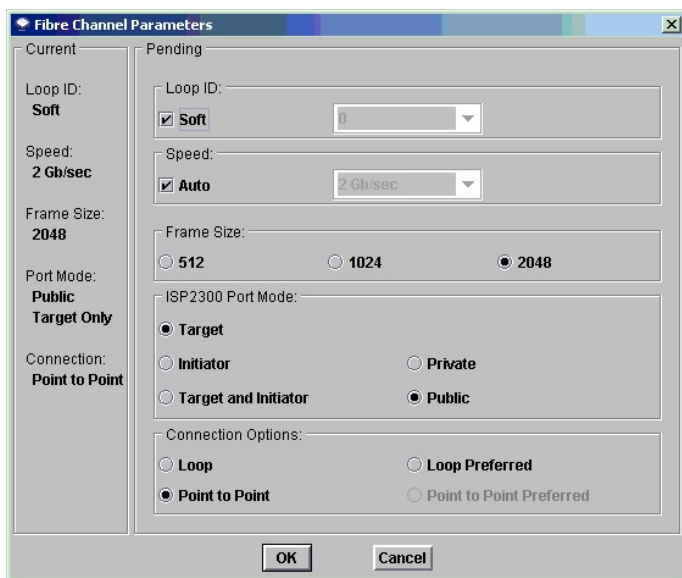 Fibre Channel Parameters
Current
Loop ID:
Soft
Speed:
2 Gb/sec
Frame Size:
2048
Port Mode:
Public
Target Only
Connection:
Point to Point
Pending
Loop ID:
Soft
0
Speed:
Auto
2 Gb/sec
Frame Size:
512
1024
2048
ISP2300 Port Mode:
Target
Initiator
Private
Target and Initiator
Public
Connection Options:
Loop
Loop Preferred
Point to Point
Point to Point Preferred
OK
Cancel